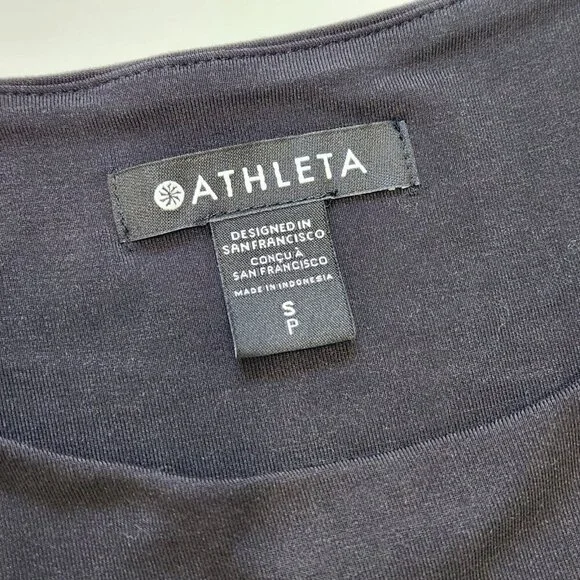 ATHLETA
DESIGNED IN
SAN FRANCISCO
CONÇU À
SAN FRANCISCO
MADE IN INDONESIA
S
P